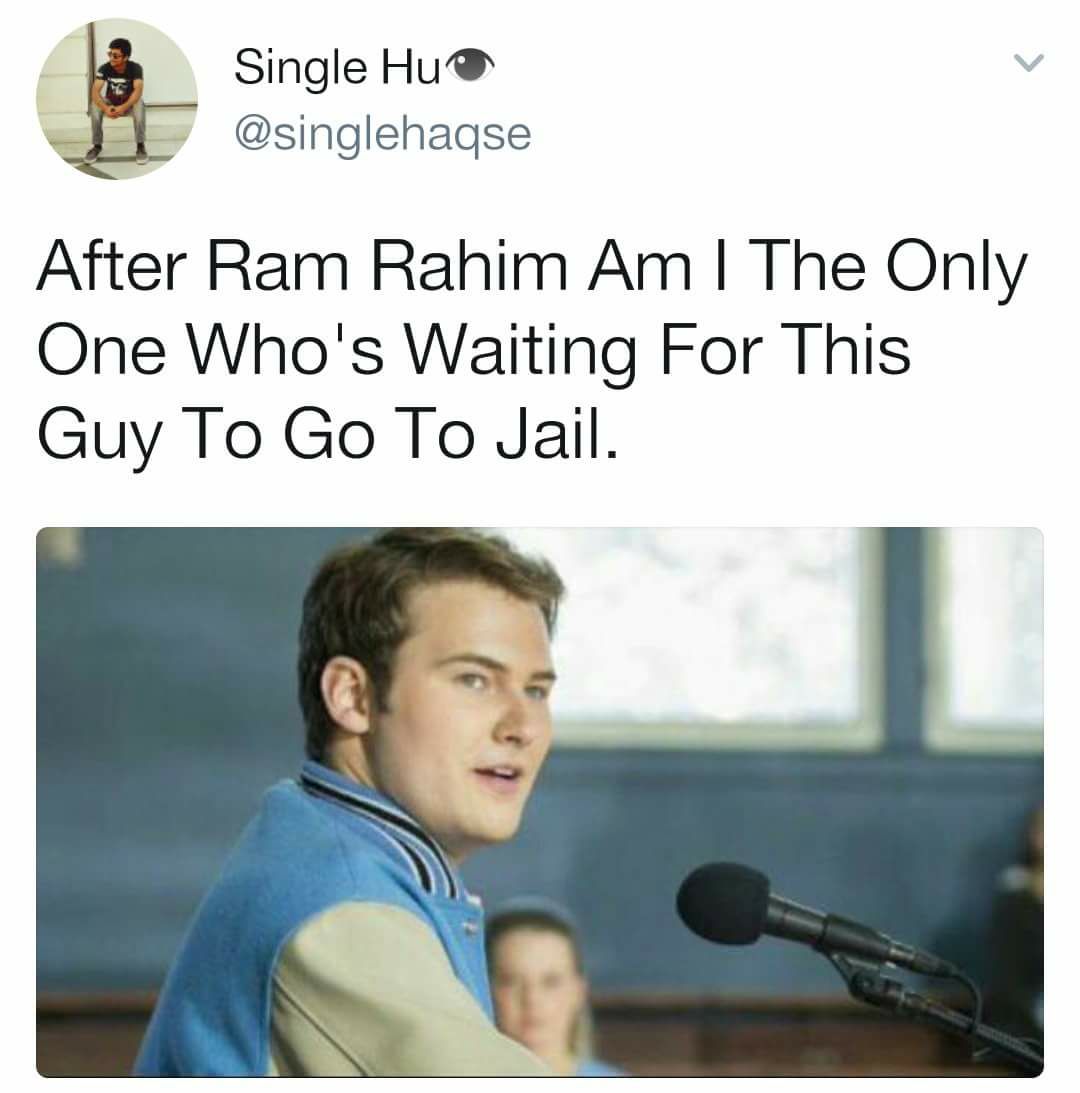 Single Hu👁
@singlehaqse
After Ram Rahim Am I The Only
One Who's Waiting For This
Guy To Go To Jail.